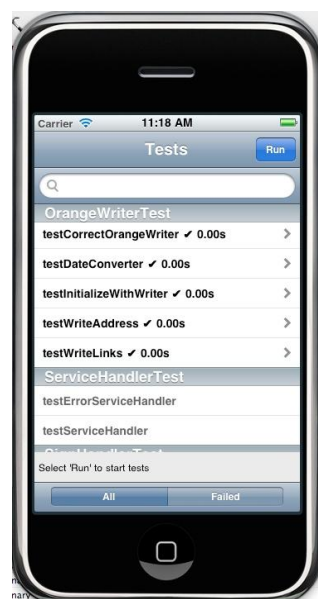 Carrier 11:18 AM
Tests Run
OrangeWriterTest
testCorrectOrangeWriter ✔ 0.00s
testDateConverter ✔ 0.00s
testInitializeWithWriter ✔ 0.00s
testWriteAddress ✔ 0.00s
testWriteLinks ✔ 0.00s
ServiceHandlerTest
testErrorServiceHandler
testServiceHandler
Select 'Run' to start tests
All Failed